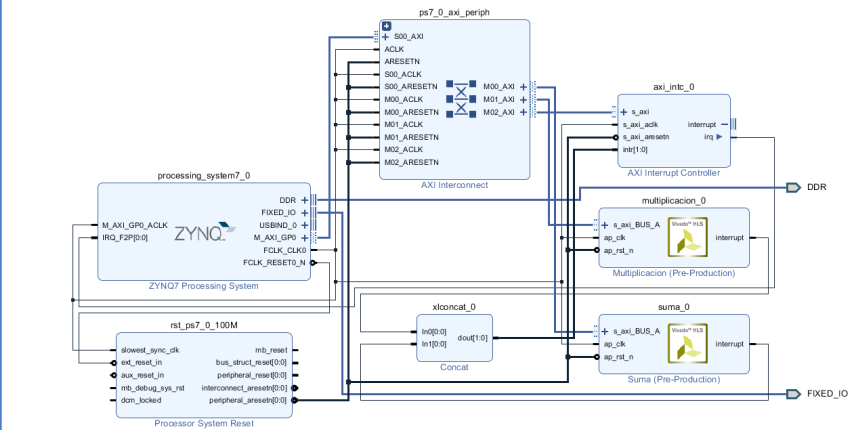 ps7_0_axi_periph
S00_AXI
ACLK
ARESETN
S00_ACLK
S00_ARESETN
M00_ACLK
M00_ARESETN
M01_ACLK
M01_ARESETN
M02_ACLK
M02_ARESETN
M00_AXI
M01_AXI
M02_AXI
AXI Interconnect
axi_intc_0
s_axi
s_axi_aclk
s_axi_aresetn
intr[1:0]
interrupt
irq
AXI Interrupt Controller
processing_system7_0
M_AXI_GP0_ACLK
IRQ_F2P[0:0]
ZYNQ
DDR
FIXED_IO
USBIND_0
M_AXI_GP0
FCLK_CLK0
FCLK_RESET0_N
ZYNQ7 Processing System
DDR
multiplicacion_0
s_axi_BUS_A
ap_clk
ap_rst_n
Vivado™ HLS
interrupt
Multiplicacion (Pre-Production)
xlconcat_0
In0[0:0]
In1[0:0]
dout[1:0]
Concat
suma_0
s_axi_BUS_A
ap_clk
ap_rst_n
Vivado™ HLS
interrupt
Suma (Pre-Production)
rst_ps7_0_100M
slowest_sync_clk
ext_reset_in
aux_reset_in
mb_debug_sys_rst
dcm_locked
mb_reset
bus_struct_reset[0:0]
peripheral_reset[0:0]
interconnect_aresetn[0:0]
peripheral_aresetn[0:0]
Processor System Reset
FIXED_IO